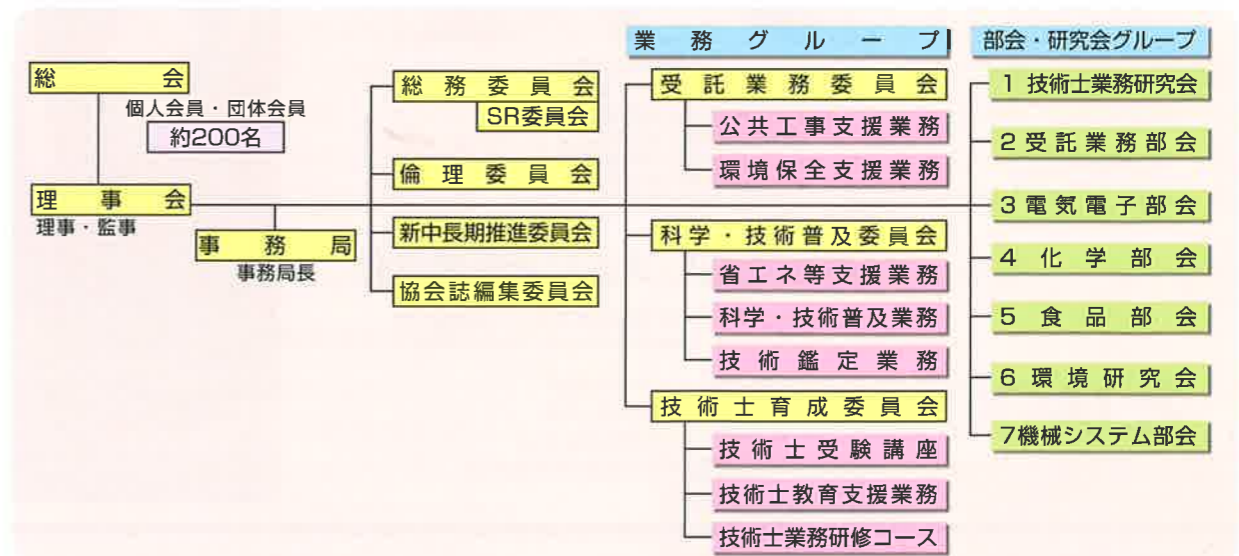 総会
個人会員・団体会員
約200名
理事会
理事・監事
事務局
事務局長
総務委員会
SR委員会
倫理委員会
新中長期推進委員会
協会誌編集委員会
業務グループ
受託業務委員会
公共工事支援業務
環境保全支援業務
科学・技術普及委員会
省エネ等支援業務
科学・技術普及業務
技術鑑定業務
技術士育成委員会
技術士受験講座
技術士教育支援業務
技術士業務研修コース
部会・研究会グループ
1 技術士業務研究会
2 受託業務部会
3 電気電子部会
4 化学部会
5 食品部会
6 環境研究会
7機械システム部会